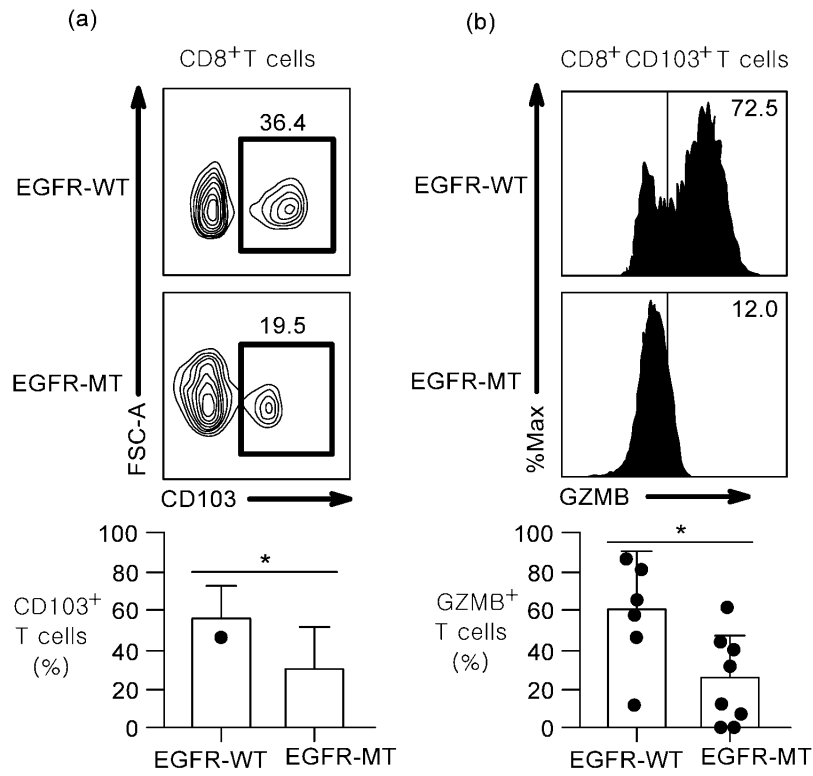 (a)
CD8+ T cells
36.4
EGFR-WT
19.5
EGFR-MT
FSC-A
CD103
100
80
60
40
20
0
CD103+
T cells
(%)
*
EGFR-WT
EGFR-MT
(b)
CD8+ CD103+ T cells
72.5
EGFR-WT
12.0
EGFR-MT
%Max
GZMB
100
80
60
40
20
0
GZMB+
T cells
(%)
*
EGFR-WT
EGFR-MT